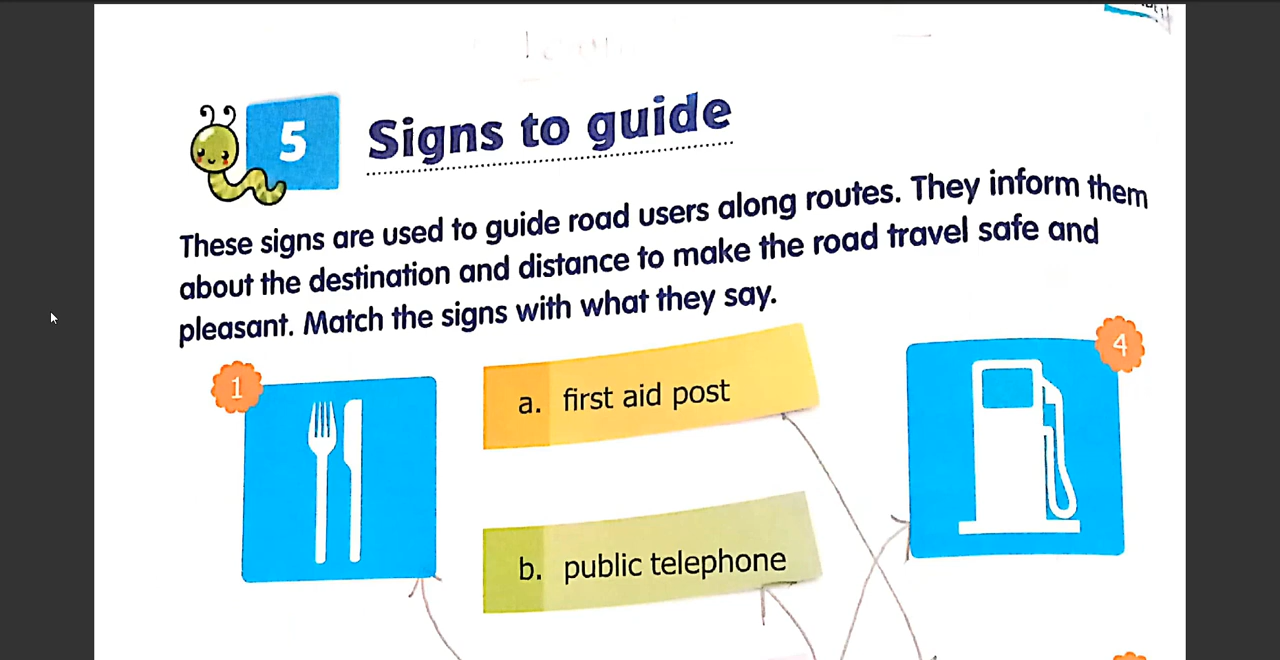 5 Signs to guide
These signs are used to guide road users along routes. They inform them
about the destination and distance to make the road travel safe and
pleasant. Match the signs with what they say.
1
a. first aid post
4
b. public telephone